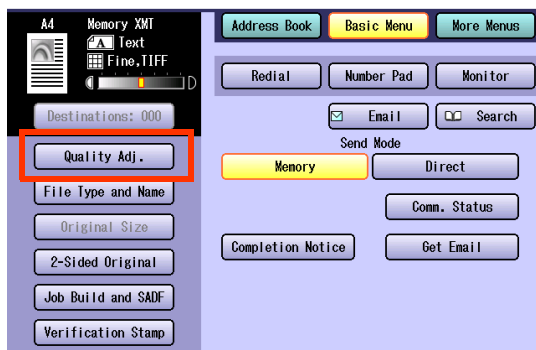 A4 Memory XMT
A Text
Fine,TIFF
D
Destinations: 000
Quality Adj.
File Type and Name
Original Size
2-Sided Original
Job Build and SADF
Verification Stamp
Address Book Basic Menu More Menus
Redial Number Pad Monitor
Email Search
Send Mode
Memory Direct
Comm. Status
Completion Notice Get Email